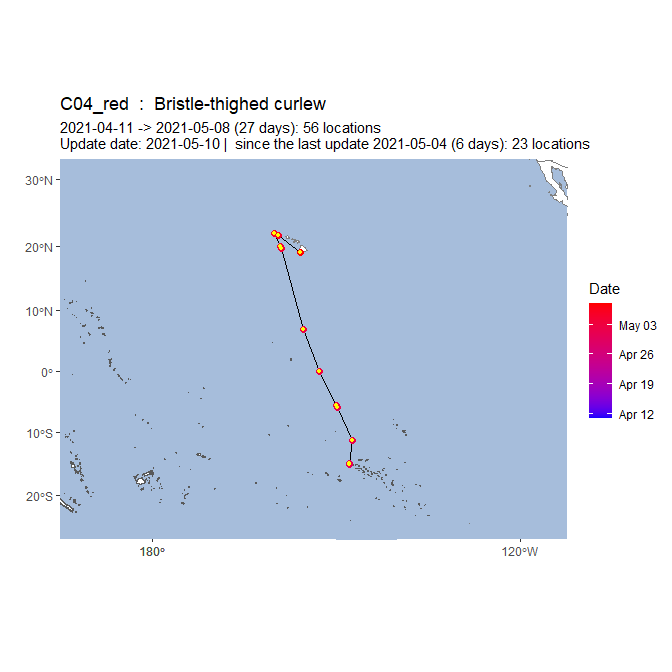 C04_red  :  Bristle-thighed curlew
2021-04-11 -> 2021-05-08 (27 days): 56 locations
Update date: 2021-05-10 |  since the last update 2021-05-04 (6 days): 23 locations
30°N
20°N
10°N
0°
10°S
20°S
180°
120°W
Date
May 03
Apr 26
Apr 19
Apr 12